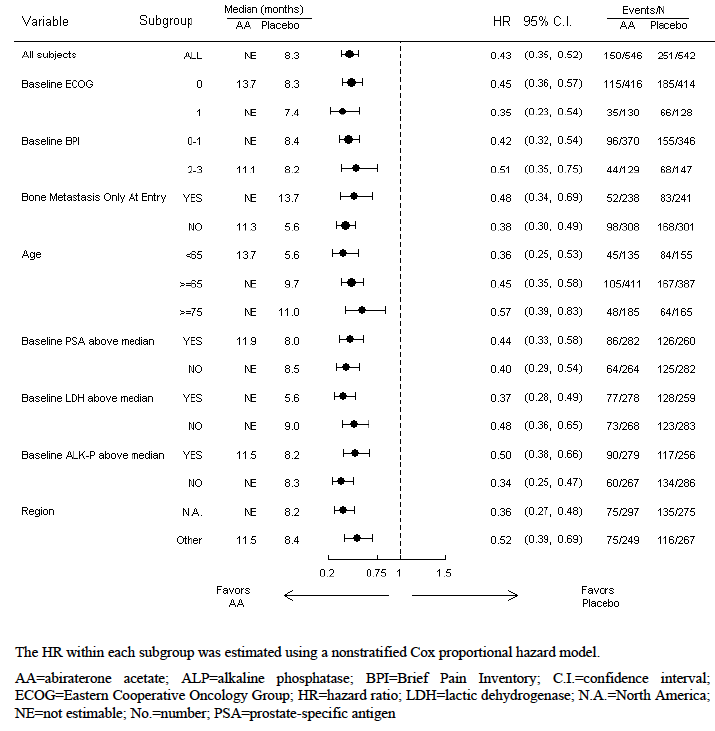 Median (months) Events/N
Variable Subgroup AA Placebo HR 95% C.I. AA Placebo
All subjects ALL NE 8.3 0.43 (0.35, 0.52) 150/546 251/542
Baseline ECOG 0 13.7 8.3 0.45 (0.36, 0.57) 115/416 185/414
1 NE 7.4 0.35 (0.23, 0.54) 35/130 66/128
Baseline BPI 0-1 NE 8.4 0.42 (0.32, 0.54) 96/370 155/346
2-3 11.1 8.2 0.51 (0.35, 0.75) 44/129 68/147
Bone Metastasis Only At Entry YES NE 13.7 0.48 (0.34, 0.69) 52/238 83/241
NO 11.3 5.6 0.38 (0.30, 0.49) 98/308 168/301
Age <65 13.7 5.6 0.36 (0.25, 0.53) 45/135 84/155
>=65 NE 9.7 0.45 (0.35, 0.58) 105/411 167/387
>=75 NE 11.0 0.57 (0.39, 0.83) 48/185 64/165
Baseline PSA above median YES 11.9 8.0 0.44 (0.33, 0.58) 86/282 126/260
NO NE 8.5 0.40 (0.29, 0.54) 64/264 125/282
Baseline LDH above median YES NE 5.6 0.37 (0.28, 0.49) 77/278 128/259
NO NE 9.0 0.48 (0.36, 0.65) 73/268 123/283
Baseline ALK-P above median YES 11.5 8.2 0.50 (0.38, 0.66) 90/279 117/256
NO NE 8.3 0.34 (0.25, 0.47) 60/267 134/286
Region N.A. NE 8.2 0.36 (0.27, 0.48) 75/297 135/275
Other 11.5 8.4 0.52 (0.39, 0.69) 75/249 116/267
0.2 0.75 1 1.5
Favors Favors
AA Placebo
The HR within each subgroup was estimated using a nonstratified Cox proportional hazard model.
AA=abiraterone acetate; ALP=alkaline phosphatase; BPI=Brief Pain Inventory; C.I.=confidence interval;
ECOG=Eastern Cooperative Oncology Group; HR=hazard ratio; LDH=lactic dehydrogenase; N.A.=North America;
NE=not estimable; No.=number; PSA=prostate-specific antigen